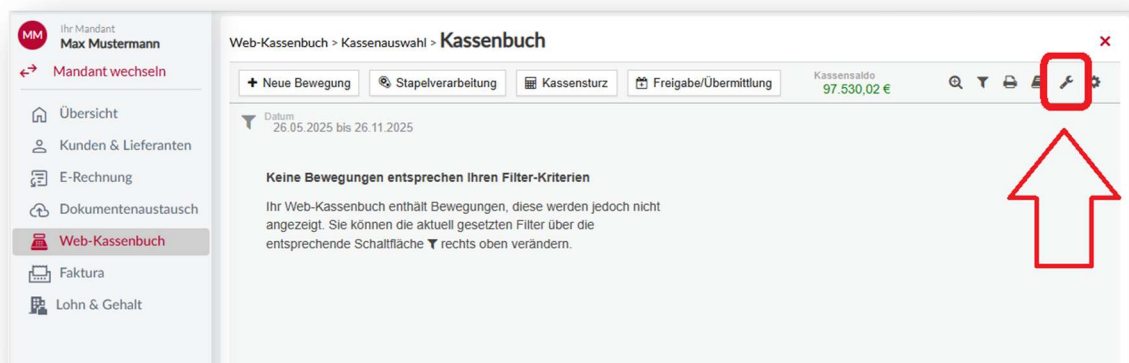 MM
Ihr Mandant
Max Mustermann
Mandant wechseln
Übersicht
Kunden & Lieferanten
E-Rechnung
Dokumentenaustausch
Web-Kassenbuch
Faktura
Lohn & Gehalt
Web-Kassenbuch > Kassenauswahl > Kassenbuch
Neue Bewegung
Stapelverarbeitung
Kassensturz
Freigabe/Übermittlung
Kassensaldo
97.530,02 €
Datum
26.05.2025 bis 26.11.2025
Keine Bewegungen entsprechen Ihren Filter-Kriterien
Ihr Web-Kassenbuch enthält Bewegungen, diese werden jedoch nicht
angezeigt. Sie können die aktuell gesetzten Filter über die
entsprechende Schaltfläche rechts oben verändern.